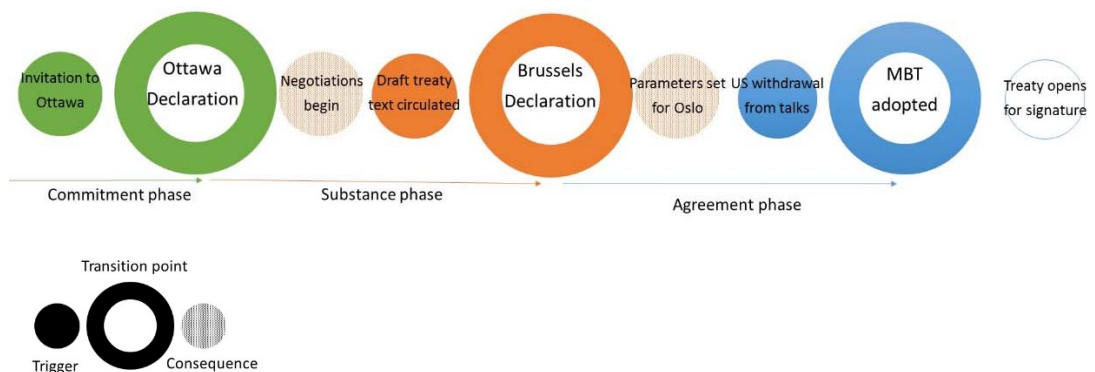 Invitation to
Ottawa
Ottawa
Declaration
Negotiations
begin
Draft treaty
text circulated
Brussels
Declaration
Parameters set
for Oslo
US withdrawal
from talks
MBT
adopted
Treaty opens
for signature
Commitment phase
Substance phase
Agreement phase
Transition point
Trigger
Consequence